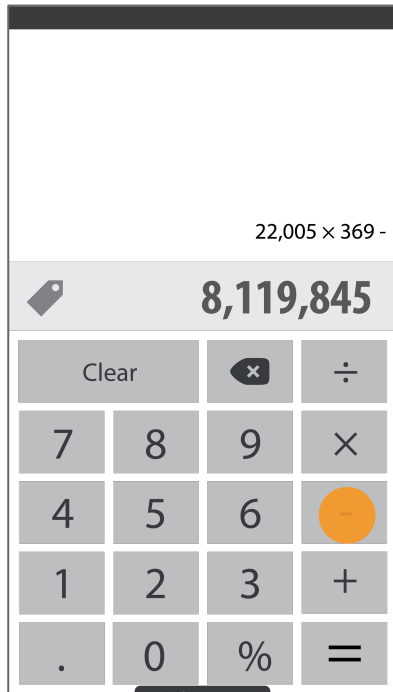 22,005 × 369 -
8,119,845
Clear ÷
7 8 9 ×
4 5 6 -
1 2 3 +
. 0 % =